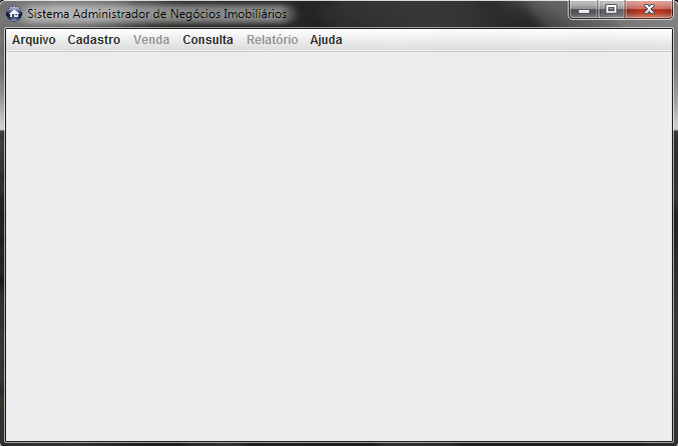 Sistema Administrador de Negócios Imobiliários
Arquivo Cadastro Venda Consulta Relatório Ajuda